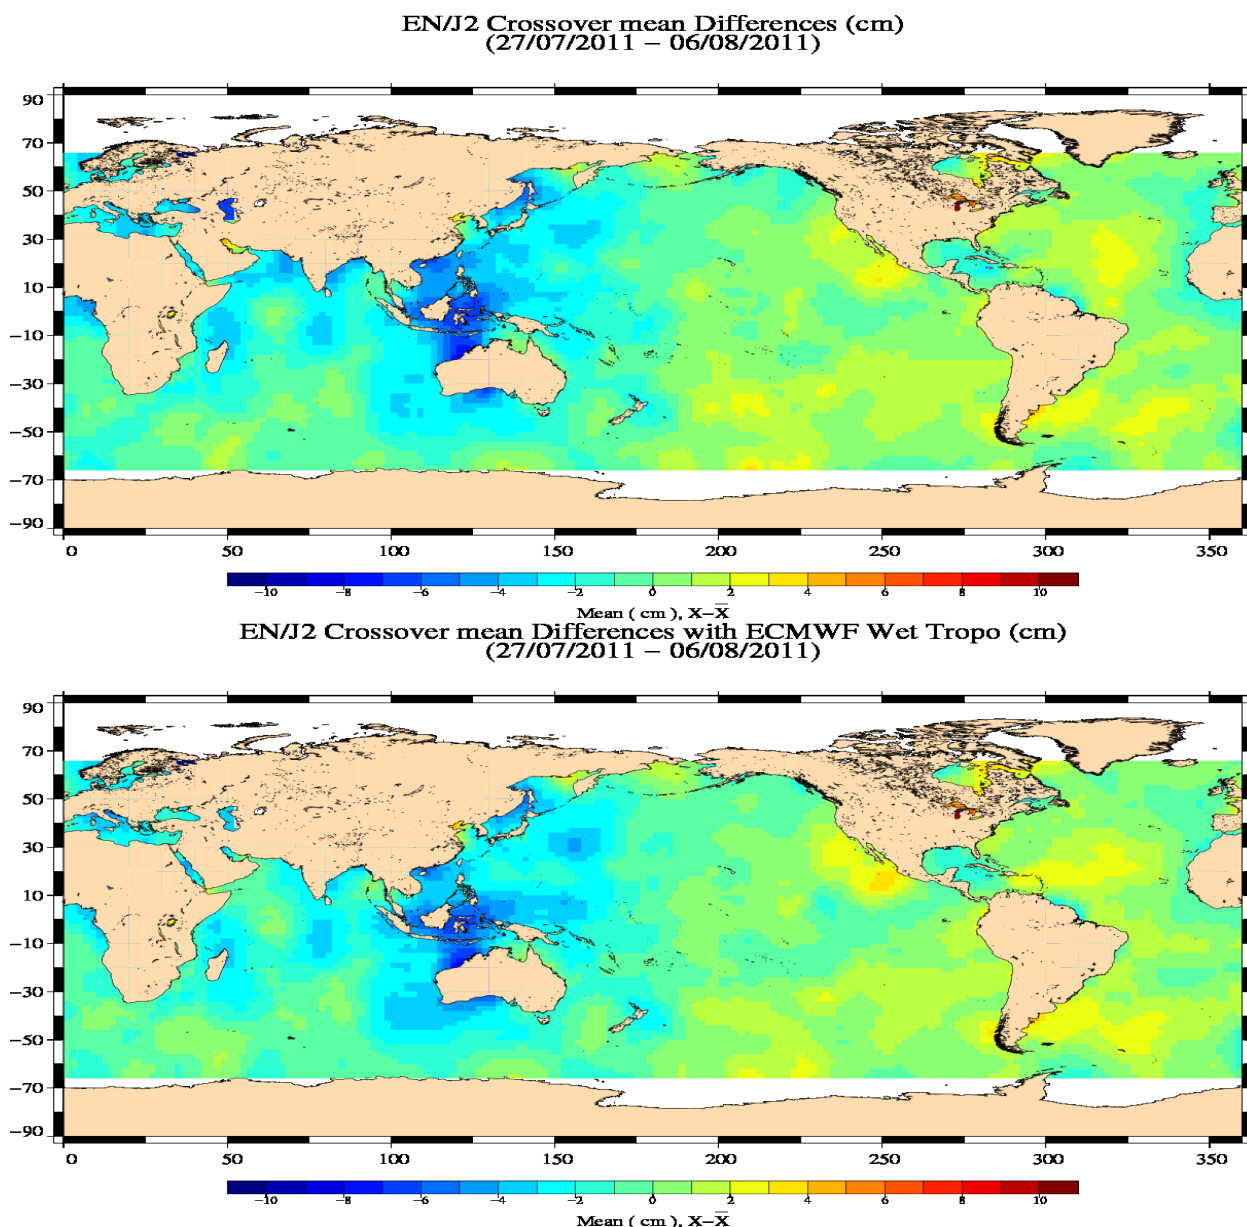 EN/J2 Crossover mean Differences (cm)
(27/07/2011 – 06/08/2011)
90
70
50
30
10
−10
−30
−50
−70
−90
0 50 100 150 200 250 300 350
−10 −8 −6 −4 −2 0 2 4 6 8 10
Mean ( cm ), X−X̅
EN/J2 Crossover mean Differences with ECMWF Wet Tropo (cm)
(27/07/2011 – 06/08/2011)
90
70
50
30
10
−10
−30
−50
−70
−90
0 50 100 150 200 250 300 350
−10 −8 −6 −4 −2 0 2 4 6 8 10
Mean ( cm ), X−X̅